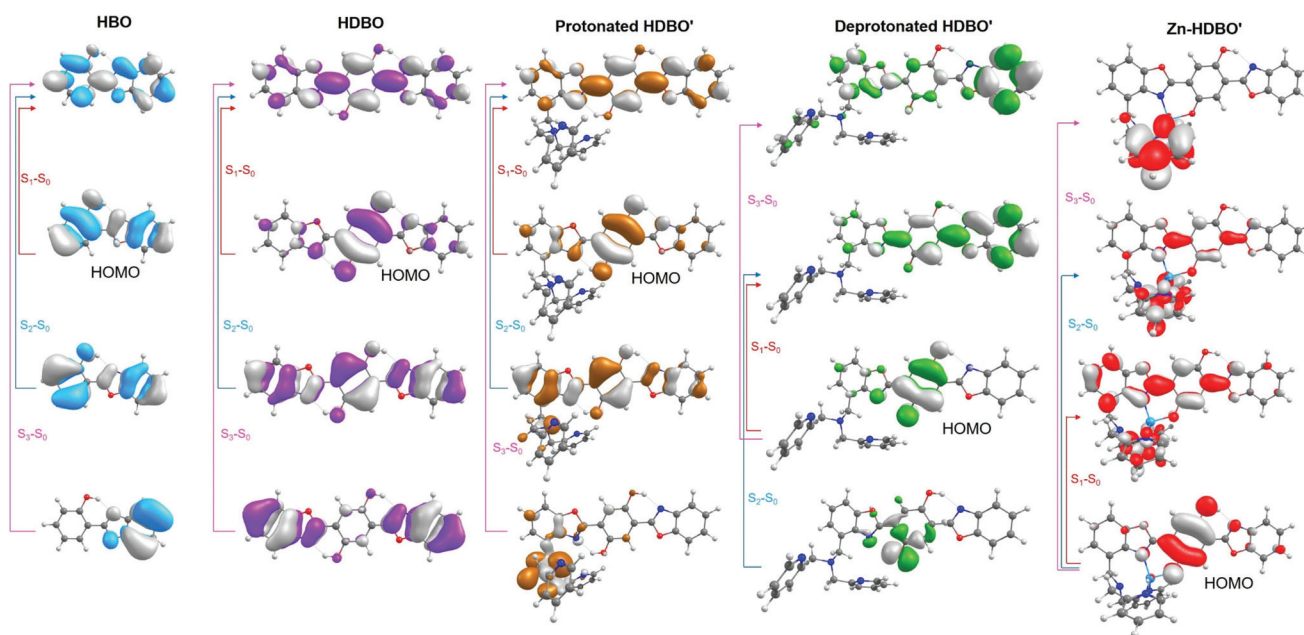 HBO
HDBO
Protonated HDBO'
Deprotonated HDBO'
Zn-HDBO'
S₁-S₀
HOMO
S₂-S₀
S₃-S₀
S₁-S₀
HOMO
S₂-S₀
S₃-S₀
S₁-S₀
HOMO
S₂-S₀
S₃-S₀
S₃-S₀
S₁-S₀
HOMO
S₂-S₀
S₃-S₀
S₂-S₀
S₁-S₀
HOMO